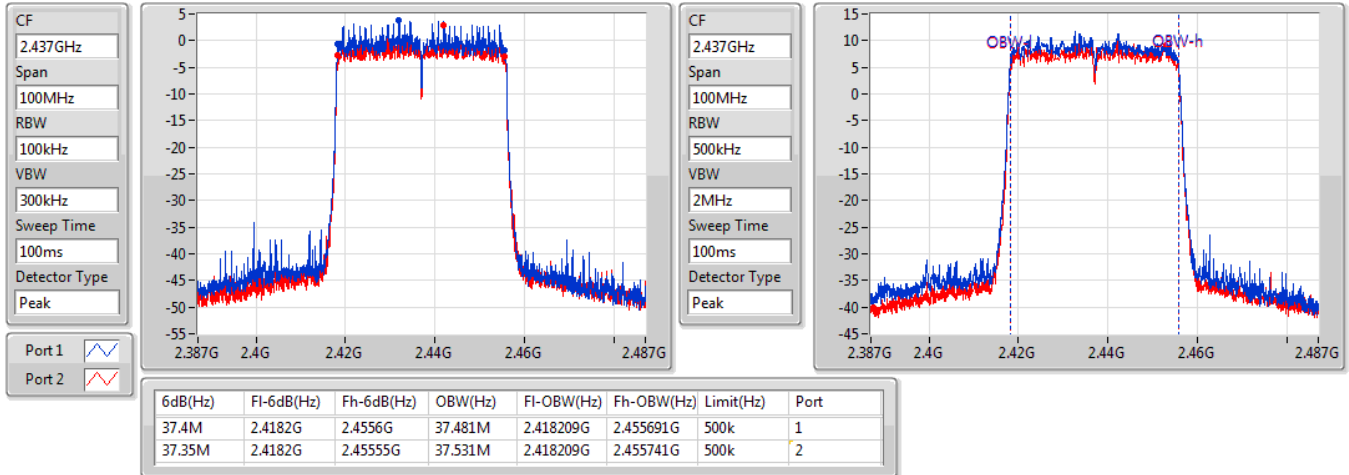 CF
2.437GHz
Span
100MHz
RBW
100kHz
VBW
300kHz
Sweep Time
100ms
Detector Type
Peak
5-
0-
-5-
-10-
-15-
-20-
-25-
-30-
-35-
-40-
-45-
-50-
-55-
2.387G 2.4G 2.42G 2.44G 2.46G 2.487G
Port 1
Port 2
CF
2.437GHz
Span
100MHz
RBW
500kHz
VBW
2MHz
Sweep Time
100ms
Detector Type
Peak
15-
10-
5-
0-
-5-
-10-
-15-
-20-
-25-
-30-
-35-
-40-
-45-
OBW-h
2.387G 2.4G 2.42G 2.44G 2.46G 2.487G
6dB(Hz) Fl-6dB(Hz) Fh-6dB(Hz) OBW(Hz) Fl-OBW(Hz) Fh-OBW(Hz) Limit(Hz) Port
37.4M 2.4182G 2.4556G 37.481M 2.418209G 2.455691G 500k 1
37.35M 2.4182G 2.45555G 37.531M 2.418209G 2.455741G 500k 2